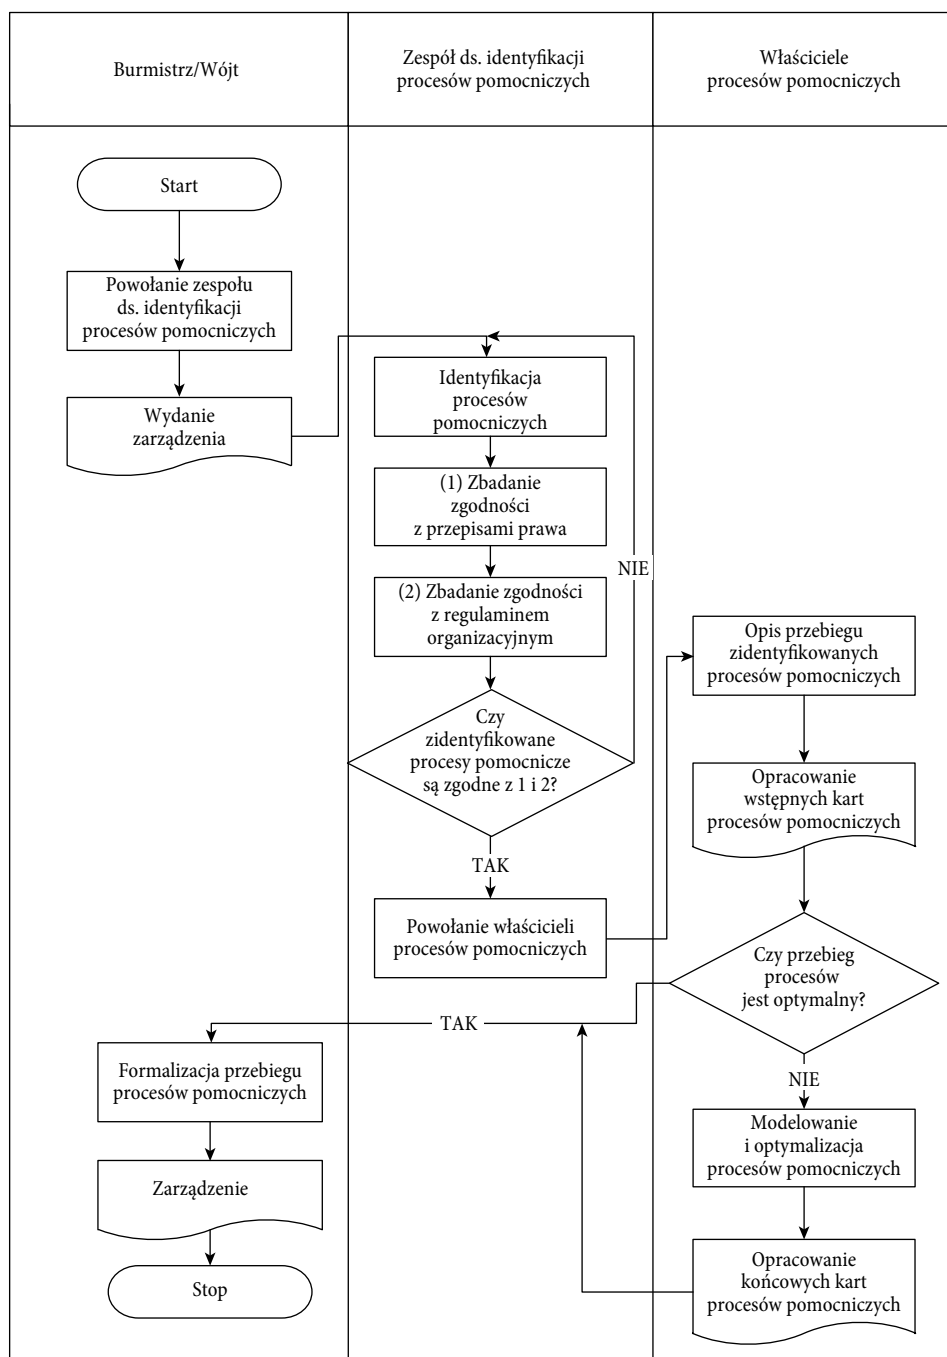 Burmistrz/Wójt
Zespół ds. identyfikacji
procesów pomocniczych
Właściciele
procesów pomocniczych
Start
Powołanie zespołu
ds. identyfikacji
procesów pomocniczych
Wydanie
zarządzenia
Identyfikacja
procesów
pomocniczych
(1) Zbadanie
zgodności
z przepisami prawa
(2) Zbadanie zgodności
z regulaminem
organizacyjnym
Czy
zidentyfikowane
procesy pomocnicze
są zgodne z 1 i 2?
NIE
TAK
Powołanie właścicieli
procesów pomocniczych
Opis przebiegu
zidentyfikowanych
procesów pomocniczych
Opracowanie
wstępnych kart
procesów pomocniczych
Czy przebieg
procesów
jest optymalny?
TAK
NIE
Modelowanie
i optymalizacja
procesów pomocniczych
Opracowanie
końcowych kart
procesów pomocniczych
Formalizacja przebiegu
procesów pomocniczych
Zarządzenie
Stop